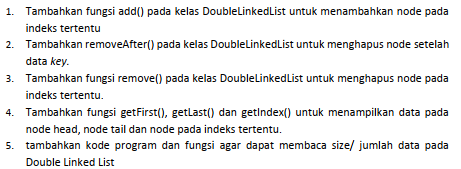 1. Tambahkan fungsi add() pada kelas DoubleLinkedList untuk menambahkan node pada
indeks tertentu
2. Tambahkan removeAfter() pada kelas DoubleLinkedList untuk menghapus node setelah
data key.
3. Tambahkan fungsi remove() pada kelas DoubleLinkedList untuk menghapus node pada
indeks tertentu.
4. Tambahkan fungsi getFirst(), getLast() dan getIndex() untuk menampilkan data pada
node head, node tail dan node pada indeks tertentu.
5. tambahkan kode program dan fungsi agar dapat membaca size/ jumlah data pada
Double Linked List